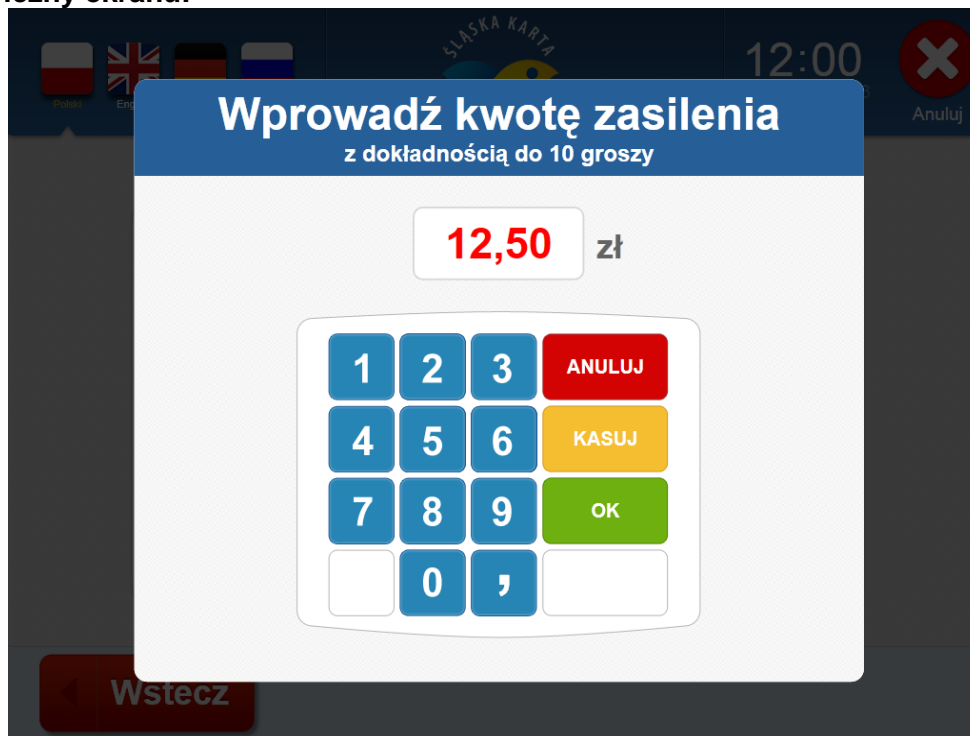 ŚLĄSKA KARTA
12:00
Polski
Anuluj
Wprowadź kwotę zasilenia
z dokładnością do 10 groszy
12,50 zł
1 2 3 ANULUJ
4 5 6 KASUJ
7 8 9 OK
0 ,
Wstecz